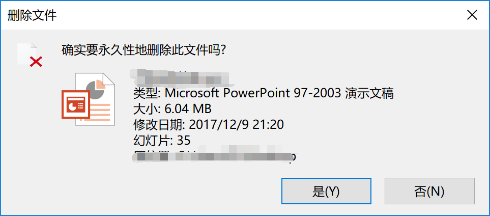 删除文件
确实要永久性地删除此文件吗?
类型: Microsoft PowerPoint 97-2003 演示文稿
大小: 6.04 MB
修改日期: 2017/12/9 21:20
幻灯片: 35
是(Y)
否(N)